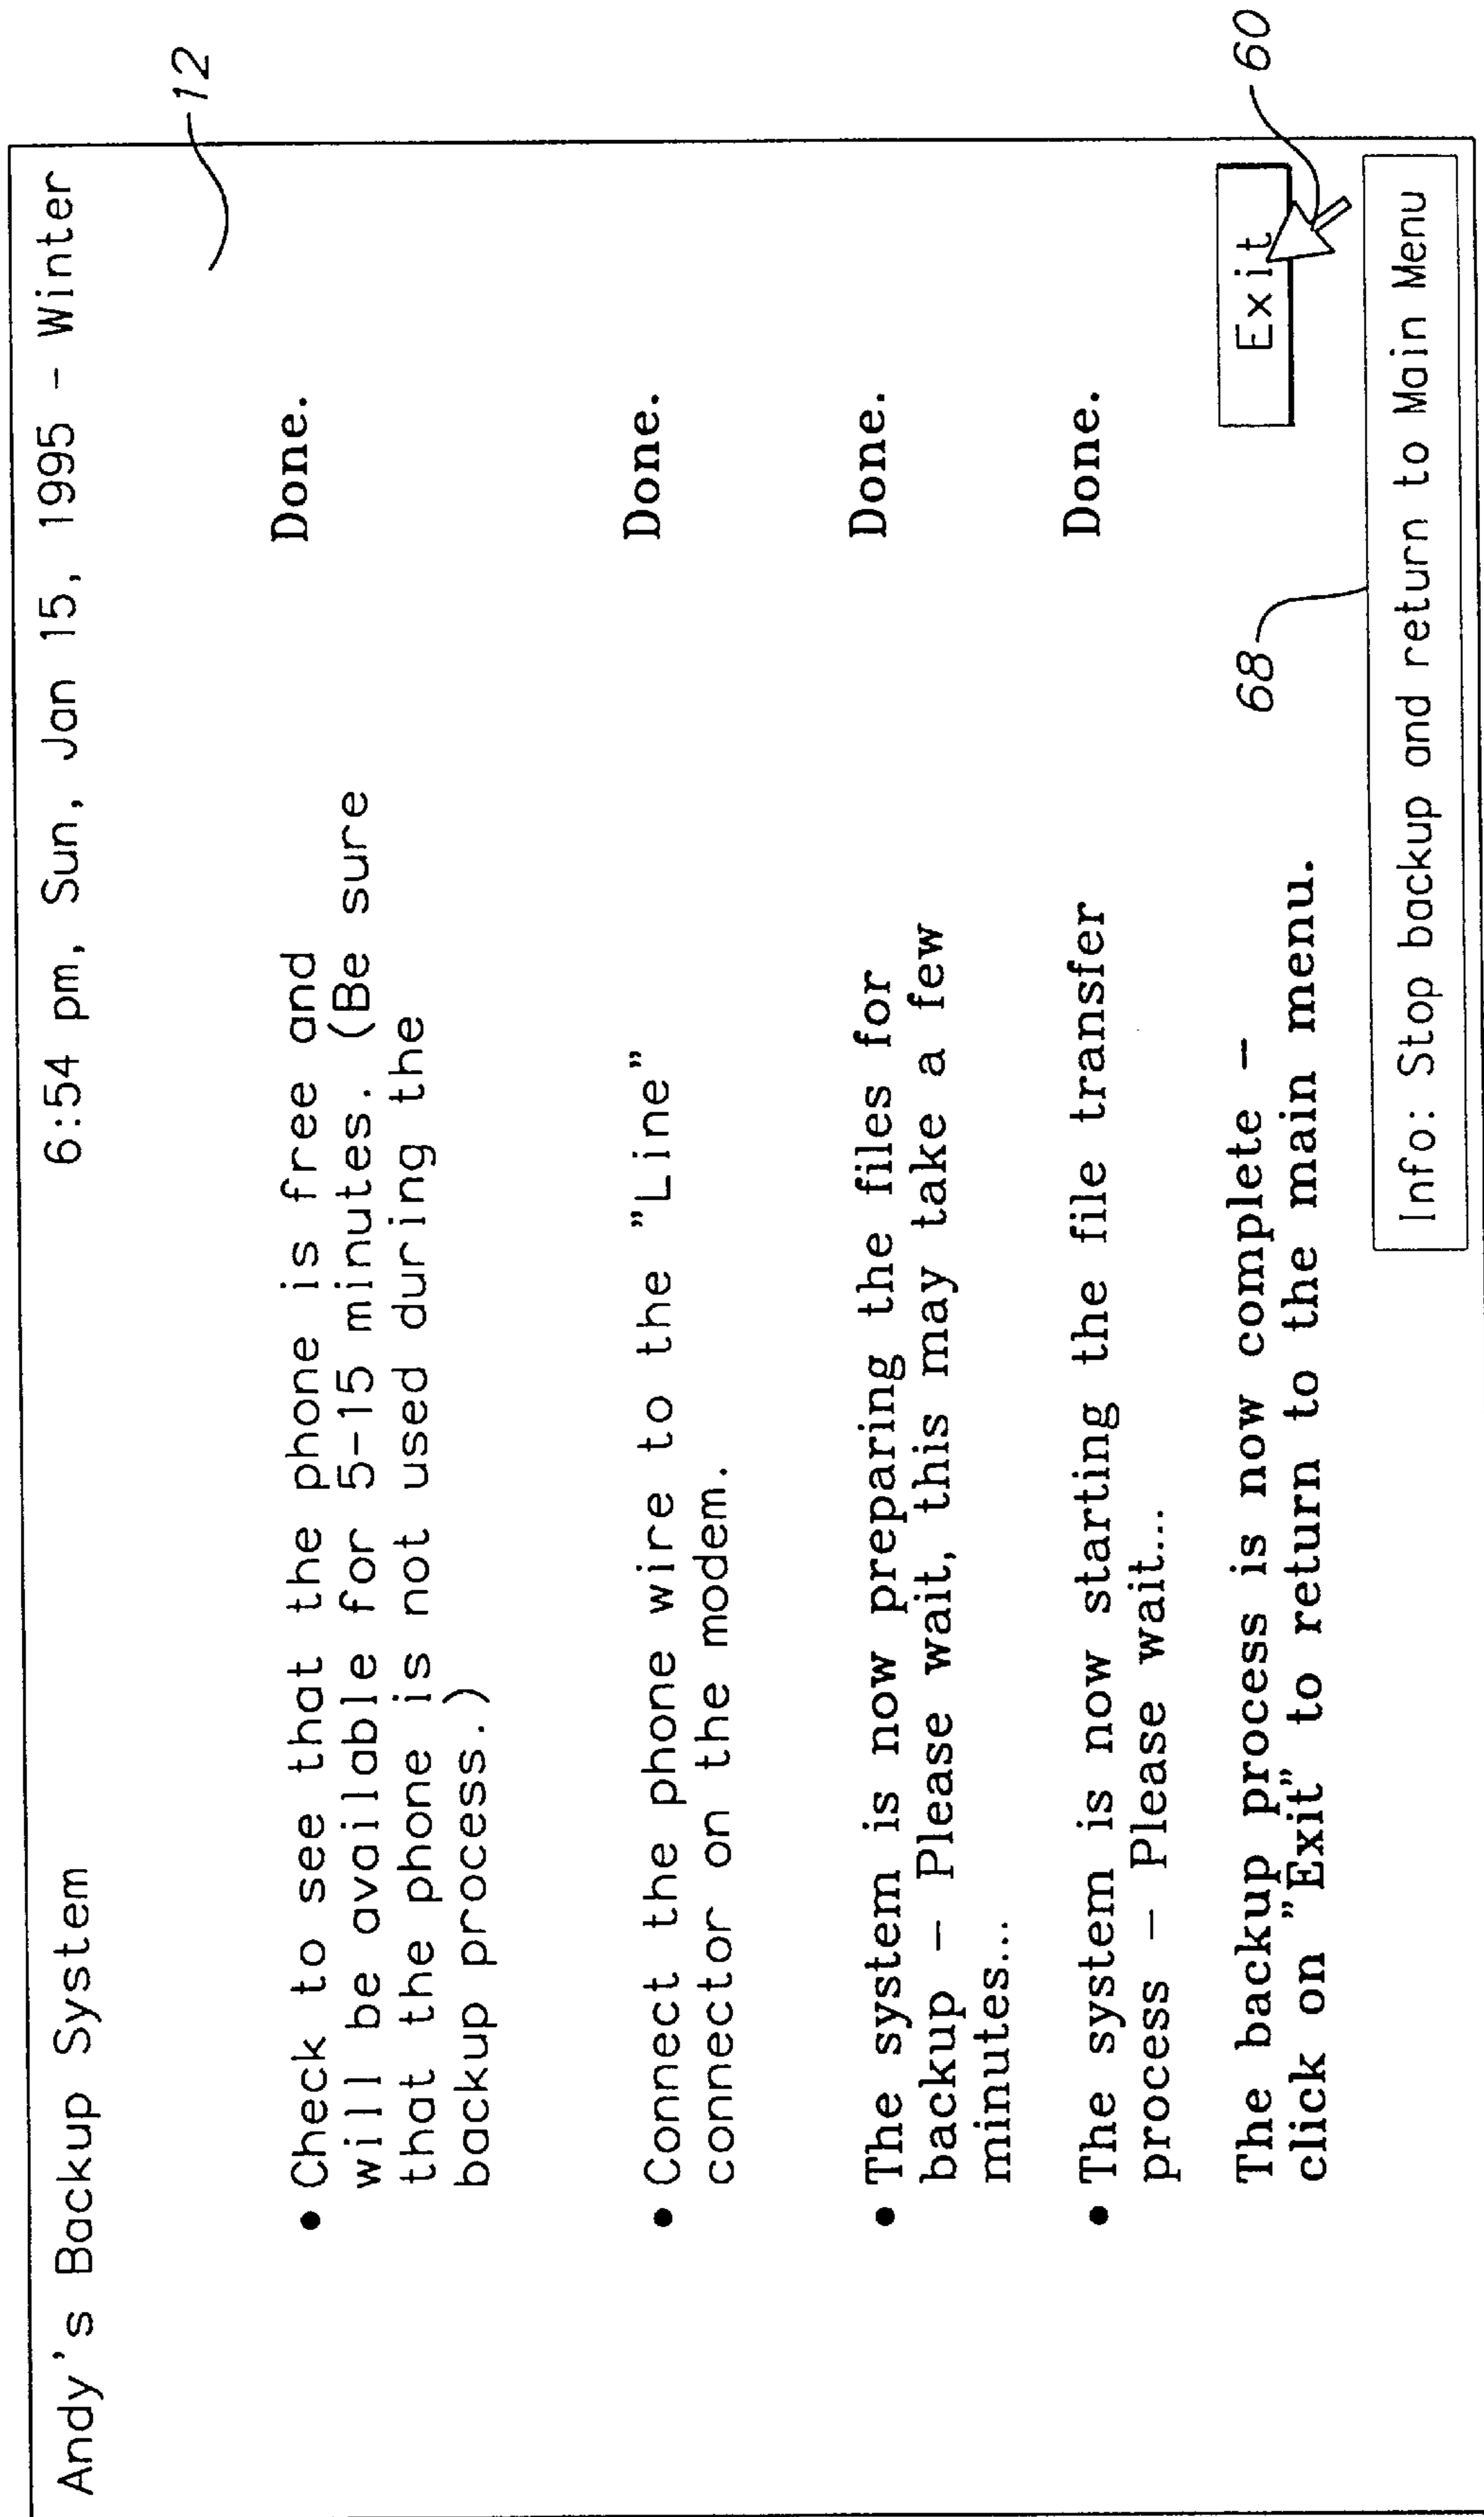 Andy's Backup System 6:54 pm, Sun, Jan 15, 1995 - Winter
12
• Check to see that the phone is free and Done.
will be available for 5-15 minutes. (Be sure
that the phone is not used during the
backup process.)
• Connect the phone wire to the "Line" Done.
connector on the modem.
• The system is now preparing the files for Done.
backup - Please wait, this may take a few
minutes...
• The system is now starting the file transfer Done.
process - Please wait...
The backup process is now complete -
click on "Exit" to return to the main menu.
Exit
60
68
Info: Stop backup and return to Main Menu